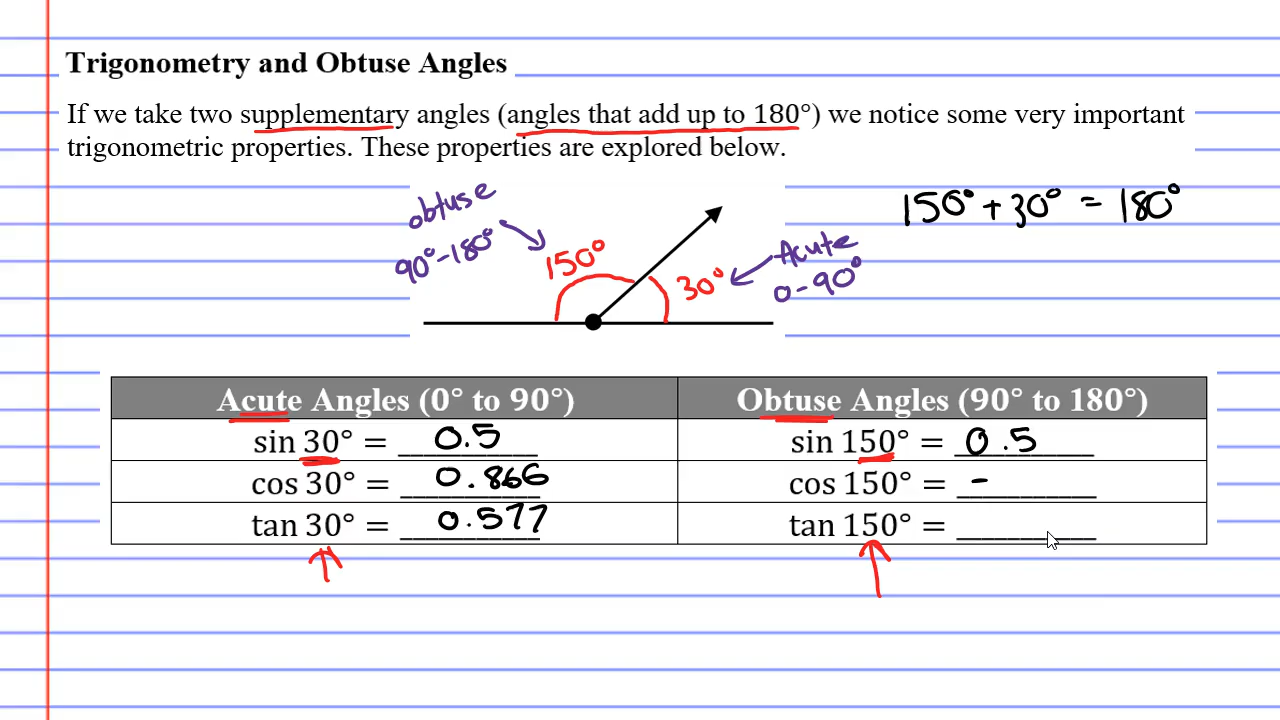 Trigonometry and Obtuse Angles
If we take two supplementary angles (angles that add up to 180°) we notice some very important
trigonometric properties. These properties are explored below.
obtuse
90°-180°
150°
30°
Acute
0-90°
150° + 30° = 180°
Acute Angles (0° to 90°) Obtuse Angles (90° to 180°)
sin 30° = 0.5 sin 150° = 0.5
cos 30° = 0.866 cos 150° = -
tan 30° = 0.577 tan 150° = ___________